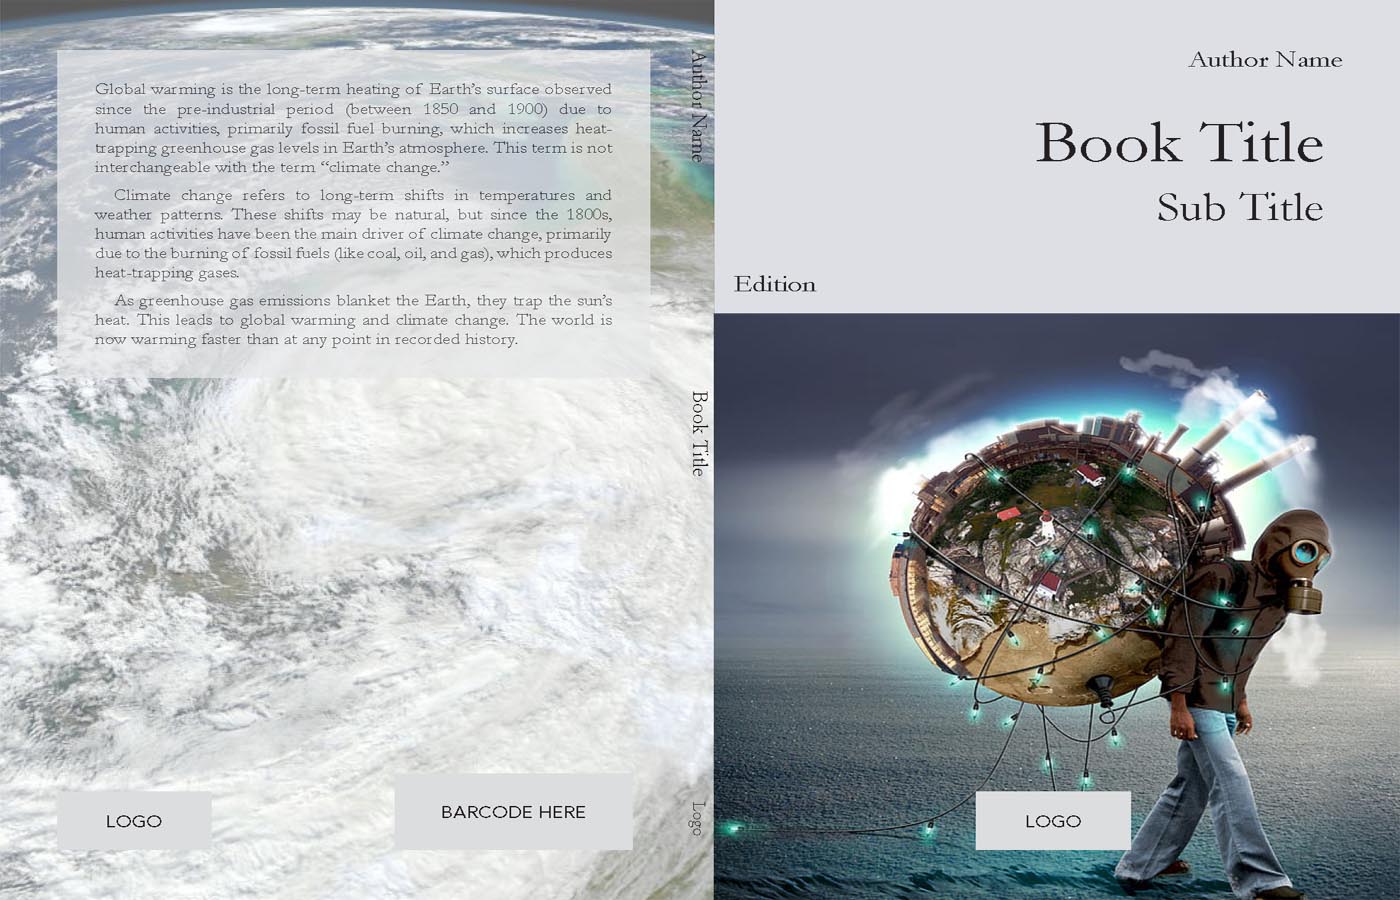 Global warming is the long-term heating of Earth's surface observed
since the pre-industrial period (between 1850 and 1900) due to
human activities, primarily fossil fuel burning, which increases heat-
trapping greenhouse gas levels in Earth's atmosphere. This term is not
interchangeable with the term “climate change.”
Climate change refers to long-term shifts in temperatures and
weather patterns. These shifts may be natural, but since the 1800s,
human activities have been the main driver of climate change, primarily
due to the burning of fossil fuels (like coal, oil, and gas), which produces
heat-trapping gases.
As greenhouse gas emissions blanket the Earth, they trap the sun's
heat. This leads to global warming and climate change. The world is
now warming faster than at any point in recorded history.
LOGO
BARCODE HERE
Author Name
Book Title
Logo
Author Name
Book Title
Sub Title
Edition
LOGO